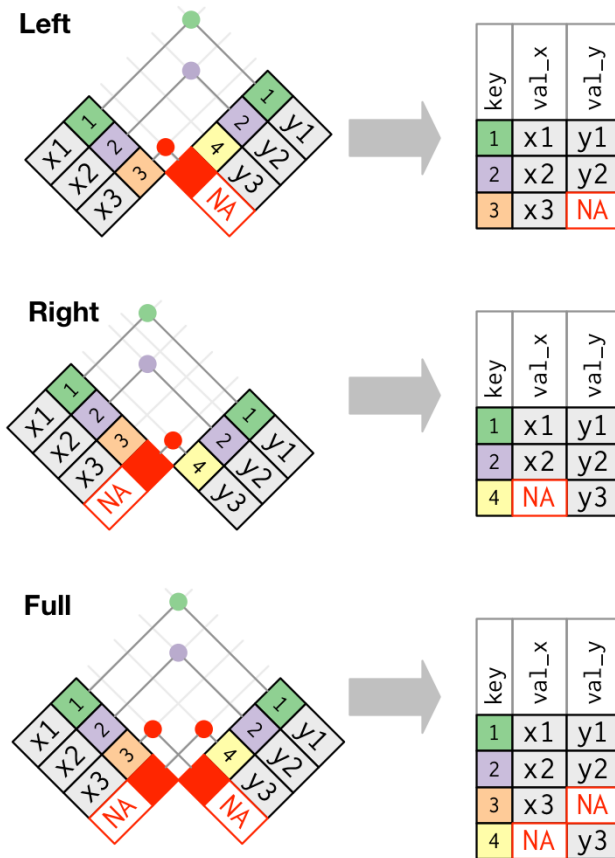 Left
1 2 3
x1 x2 x3
1 2 4
y1 y2 y3 NA
key val_x val_y
1 x1 y1
2 x2 y2
3 x3 NA
Right
1 2 3
x1 x2 x3 NA
1 2 4
y1 y2 y3
key val_x val_y
1 x1 y1
2 x2 y2
4 NA y3
Full
1 2 3
x1 x2 x3 NA
1 2 4
y1 y2 y3 NA
key val_x val_y
1 x1 y1
2 x2 y2
3 x3 NA
4 NA y3